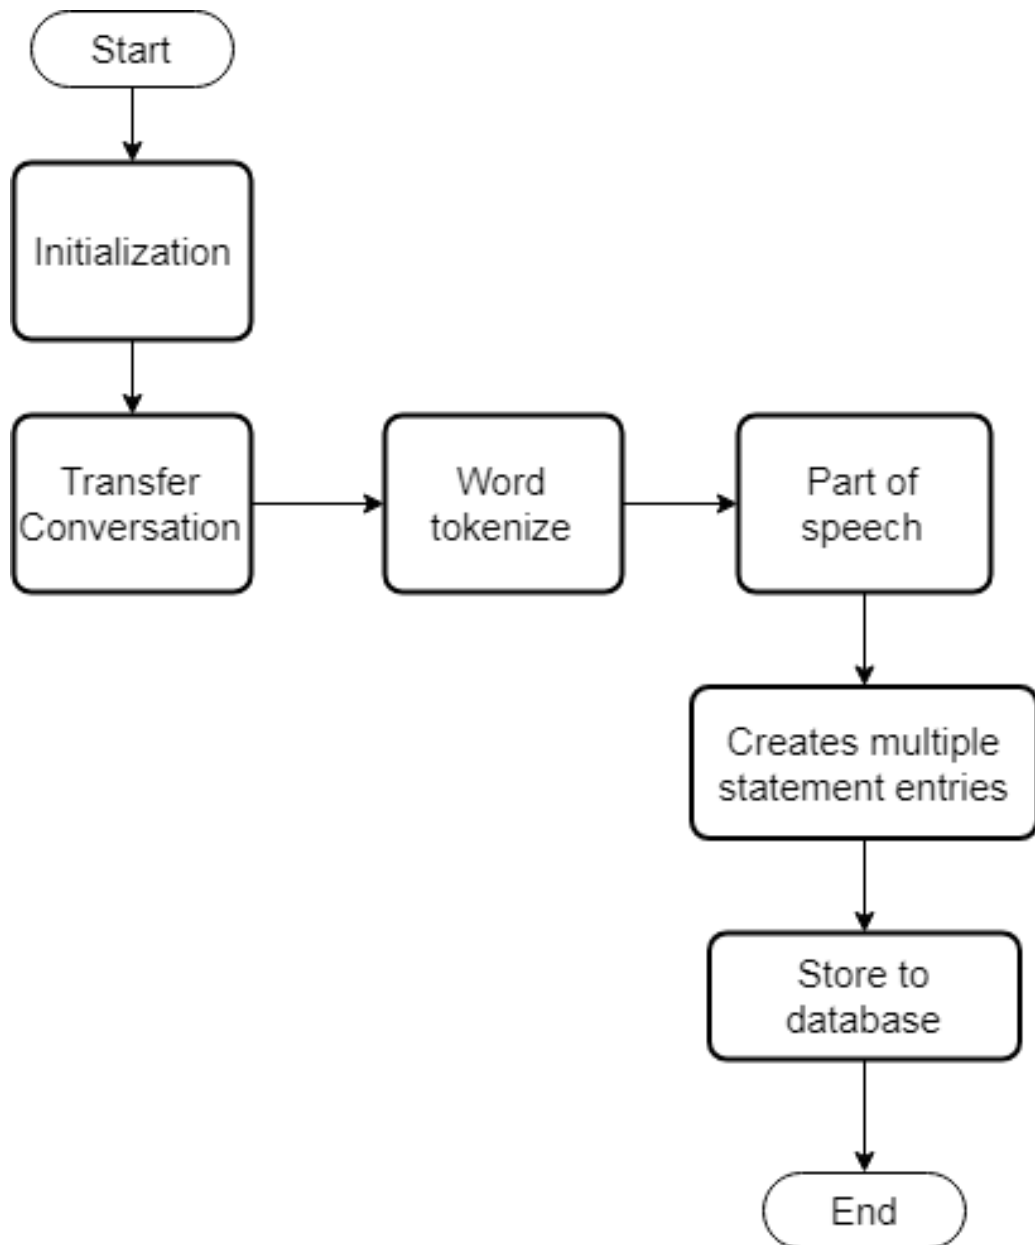 Start
Initialization
Transfer
Conversation
Word
tokenize
Part of
speech
Creates multiple
statement entries
Store to
database
End